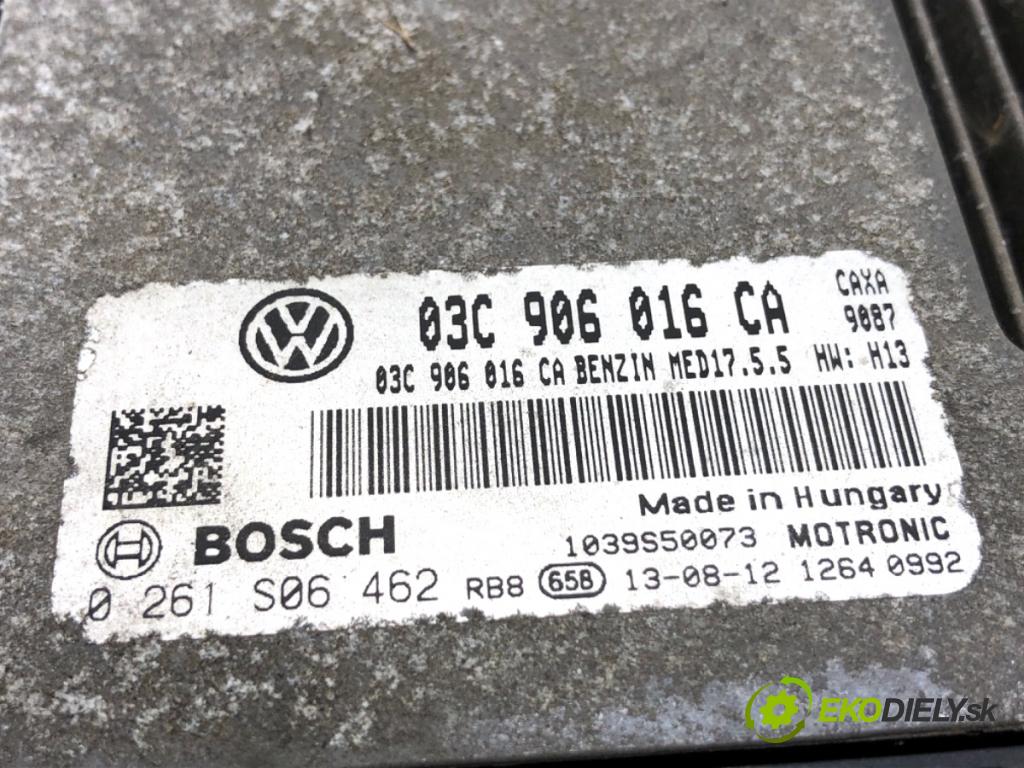 03C 906 016 CA
CAXA
9087
03C 906 016 CA BENZIN MED17.5.5 HW: H13
Made in Hungary
BOSCH
1039S50073 MOTRONIC
0 261 S06 462 RB8 658 13-08-12 1264 0992
EKODIELY.sk